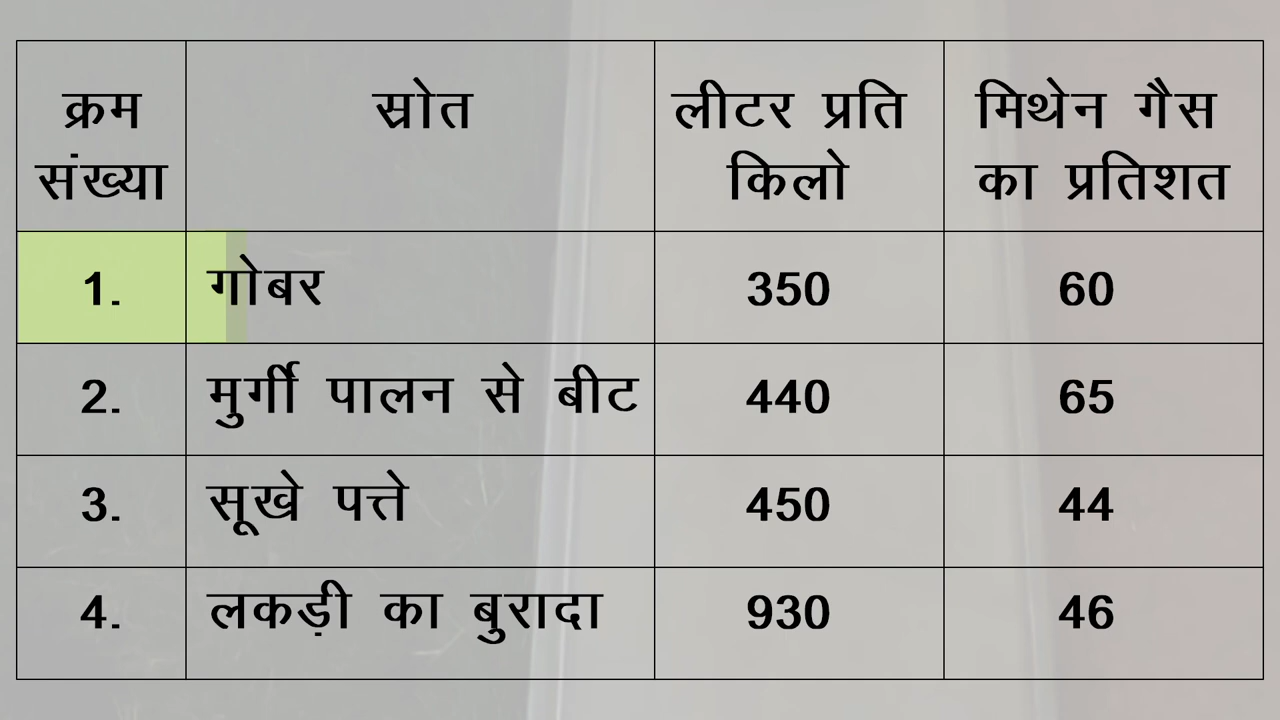 क्रम संख्या स्रोत लीटर प्रति किलो मिथेन गैस का प्रतिशत
1. गोबर 350 60
2. मुर्गी पालन से बीट 440 65
3. सूखे पत्ते 450 44
4. लकड़ी का बुरादा 930 46